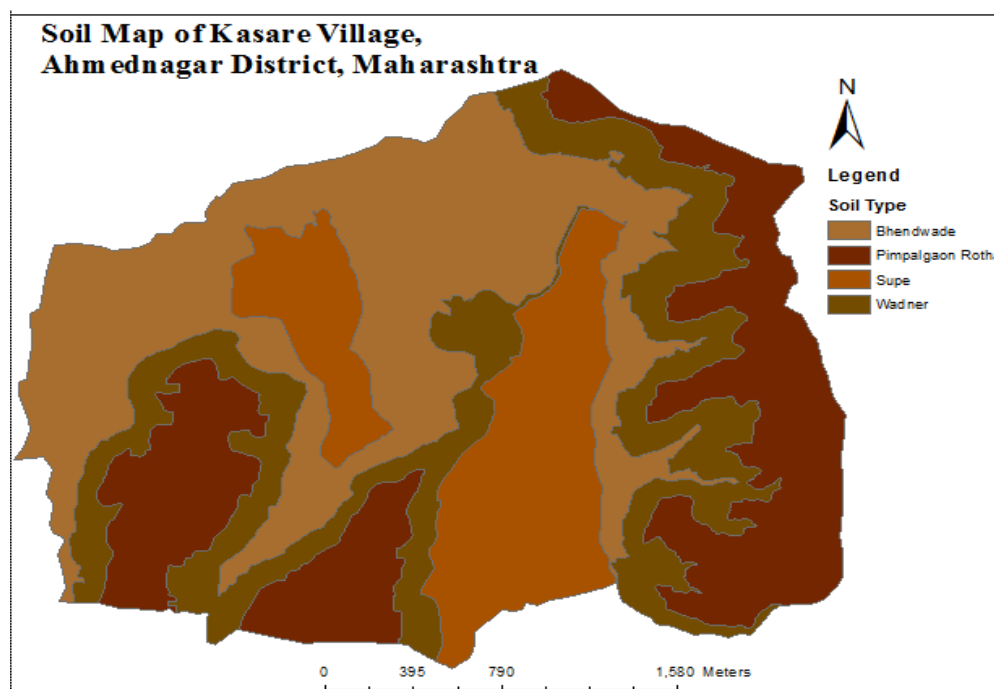 Soil Map of Kasare Village,
Ahmednagar District, Maharashtra
N
Legend
Soil Type
Bhendwade
Pimpalgaon Roth
Supe
Wadner
0 395 790 1,580 Meters